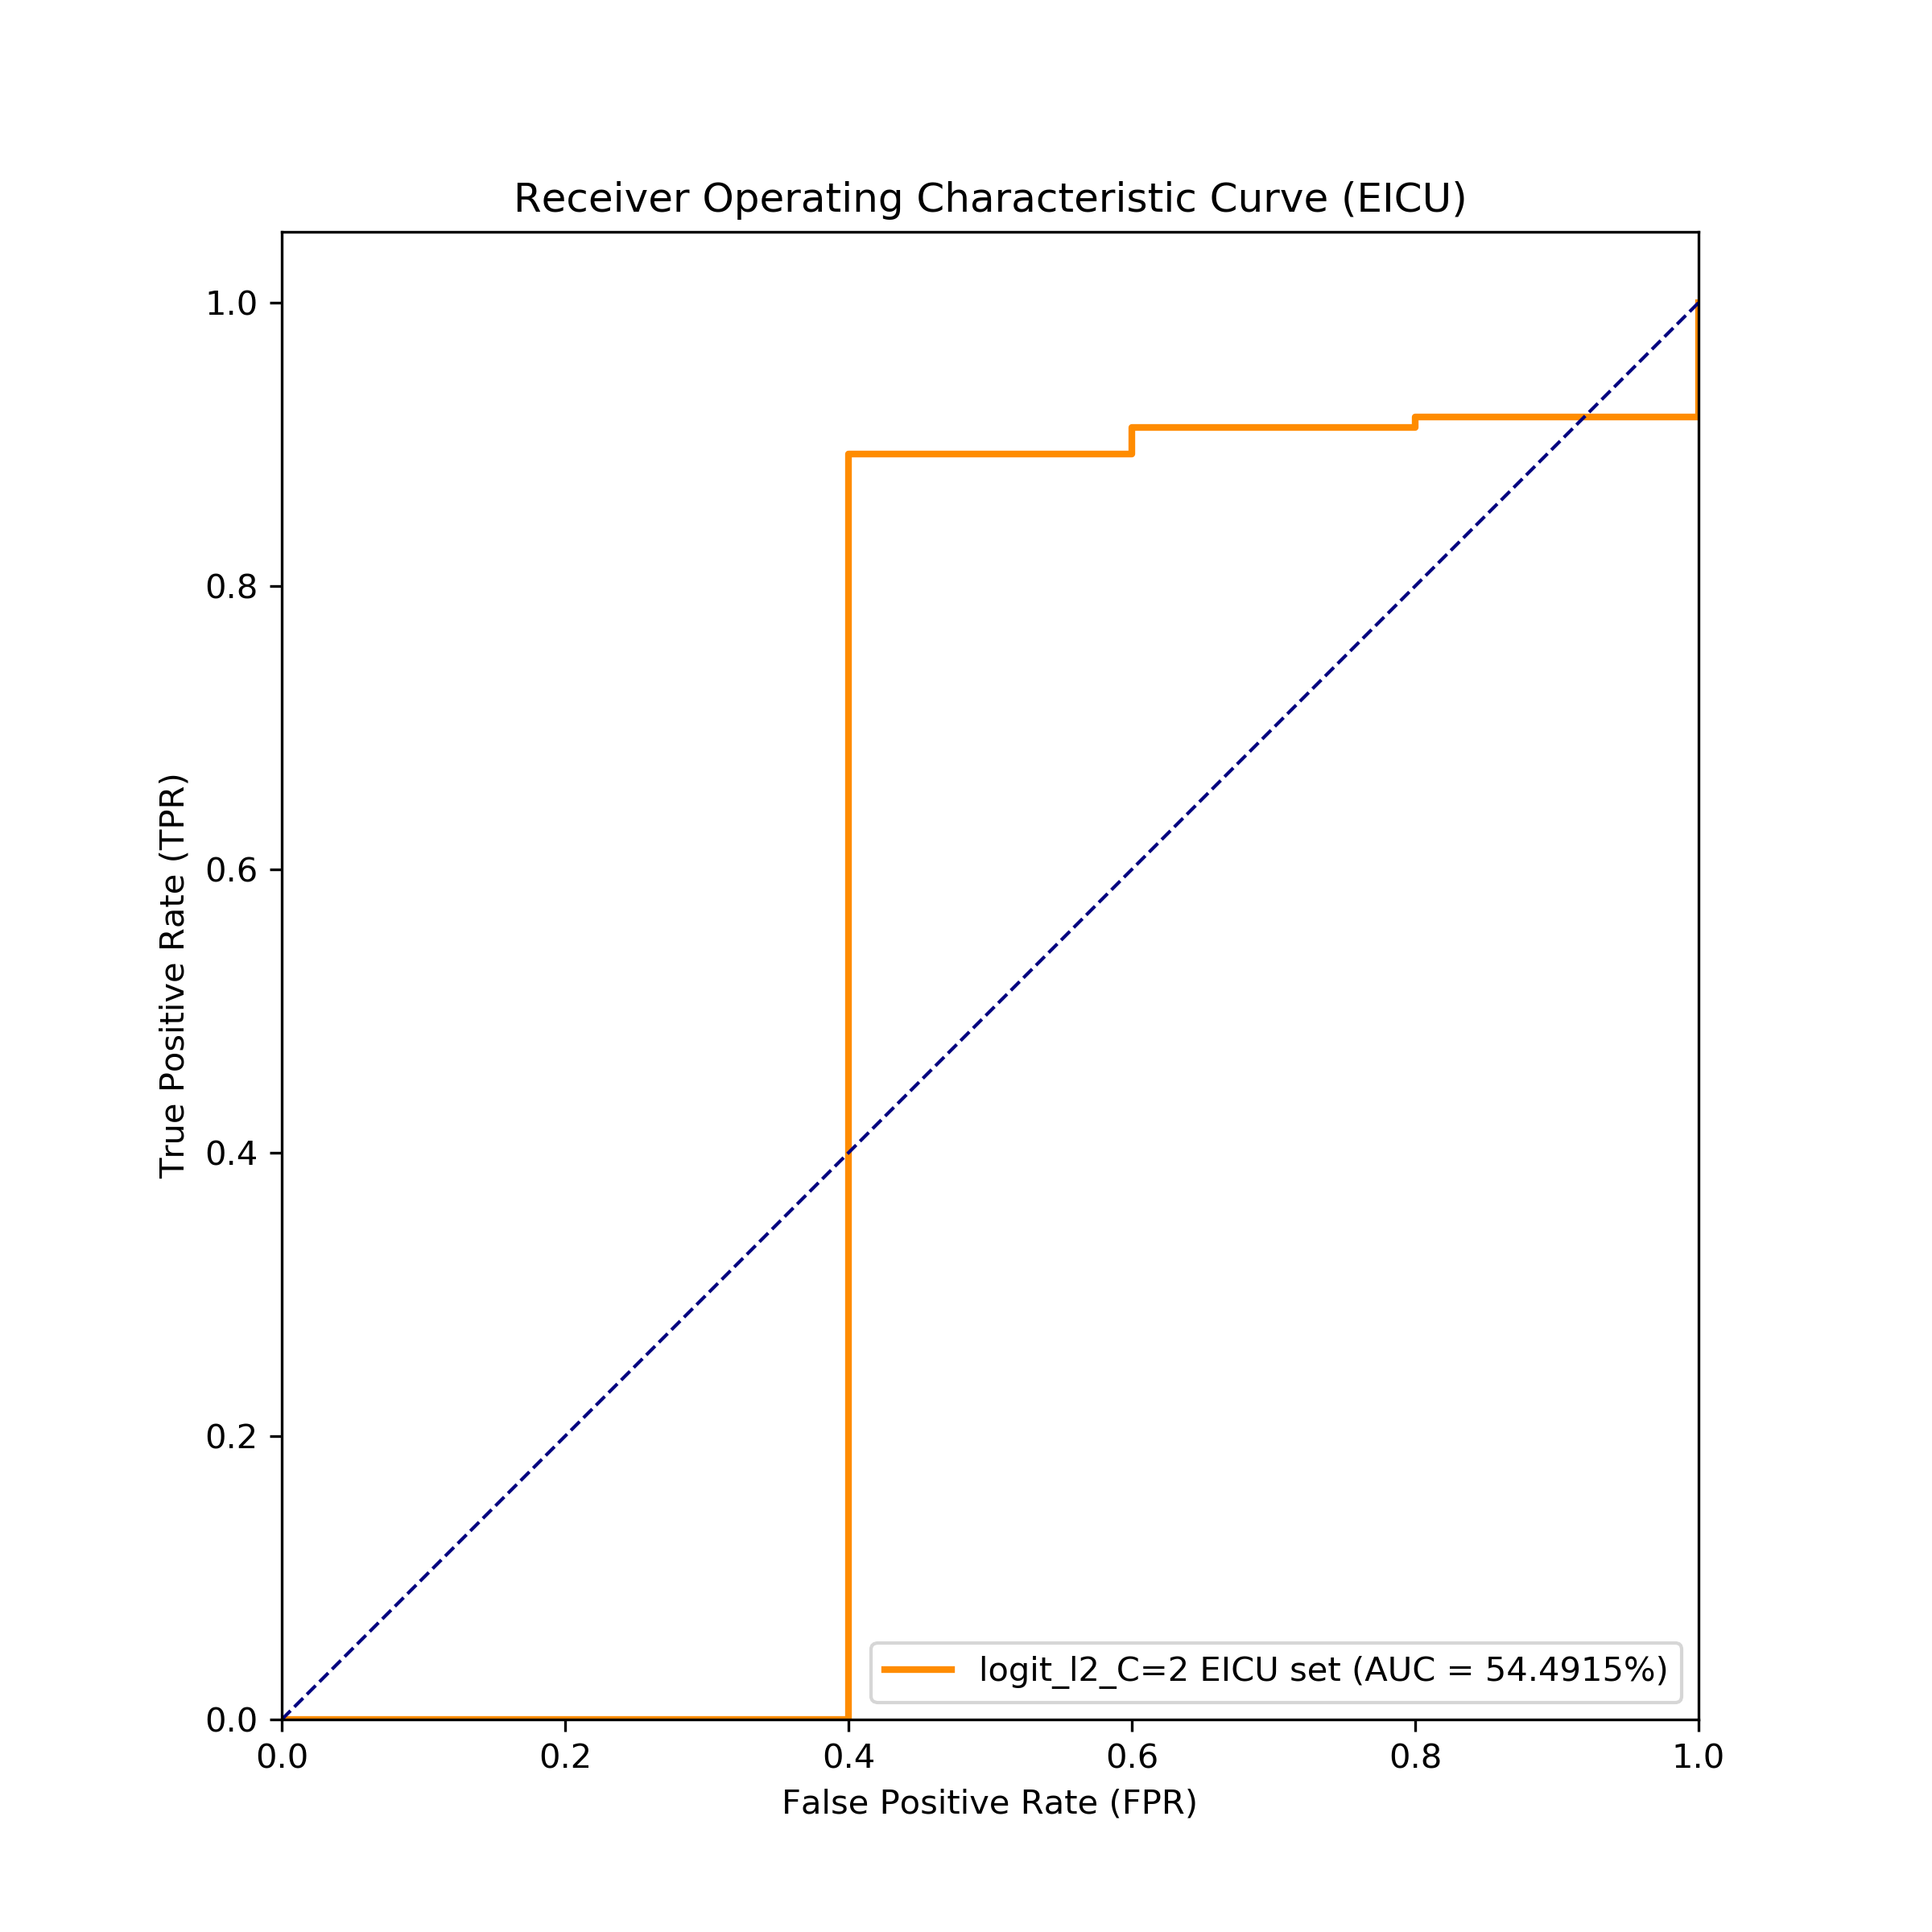 Receiver Operating Characteristic Curve (EICU)
1.0
0.8
0.6
0.4
0.2
0.0
True Positive Rate (TPR)
logit_l2_C=2 EICU set (AUC = 54.4915%)
0.0 0.2 0.4 0.6 0.8 1.0
False Positive Rate (FPR)